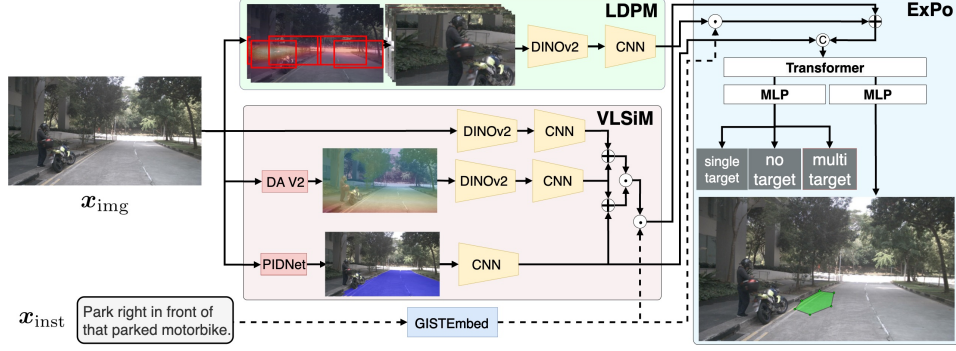 LDPM
DINOv2
CNN
ExPo
C
Transformer
MLP
MLP
single
target
no
target
multi
target
VLSiM
DINOv2
CNN
DA V2
DINOv2
CNN
PIDNet
CNN
x_img
x_inst
Park right in front of
that parked motorbike.
GISTEmbed